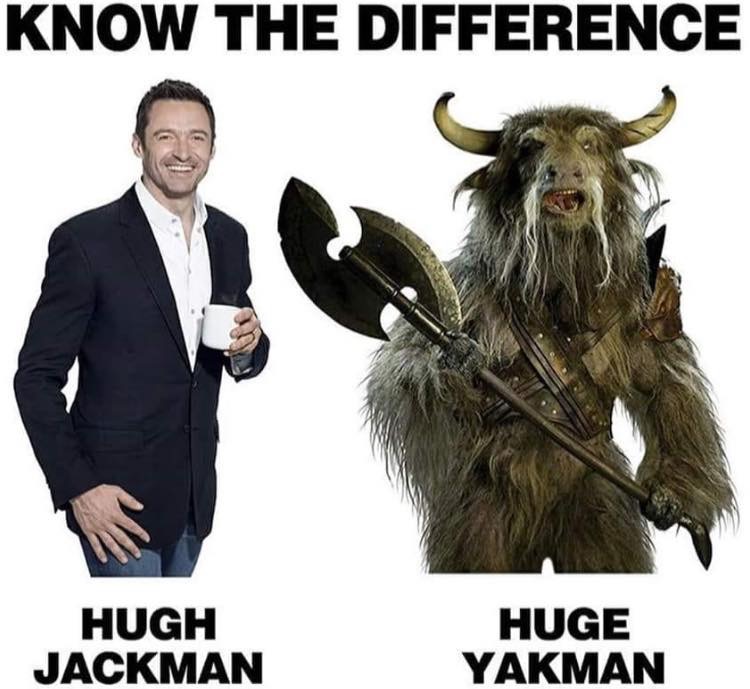 KNOW THE DIFFERENCE
HUGH
JACKMAN
HUGE
YAKMAN